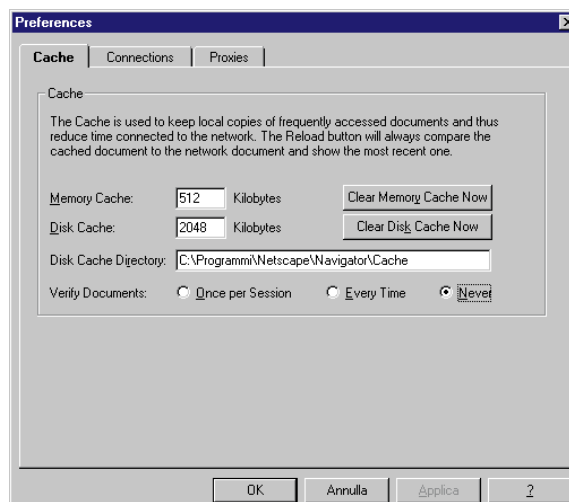 Preferences
Cache Connections Proxies
Cache
The Cache is used to keep local copies of frequently accessed documents and thus
reduce time connected to the network. The Reload button will always compare the
cached document to the network document and show the most recent one.
Memory Cache: 512 Kilobytes Clear Memory Cache Now
Disk Cache: 2048 Kilobytes Clear Disk Cache Now
Disk Cache Directory: C:\Programmi\Netscape\Navigator\Cache
Verify Documents: Once per Session Every Time Never
OK Annulla Applica ?